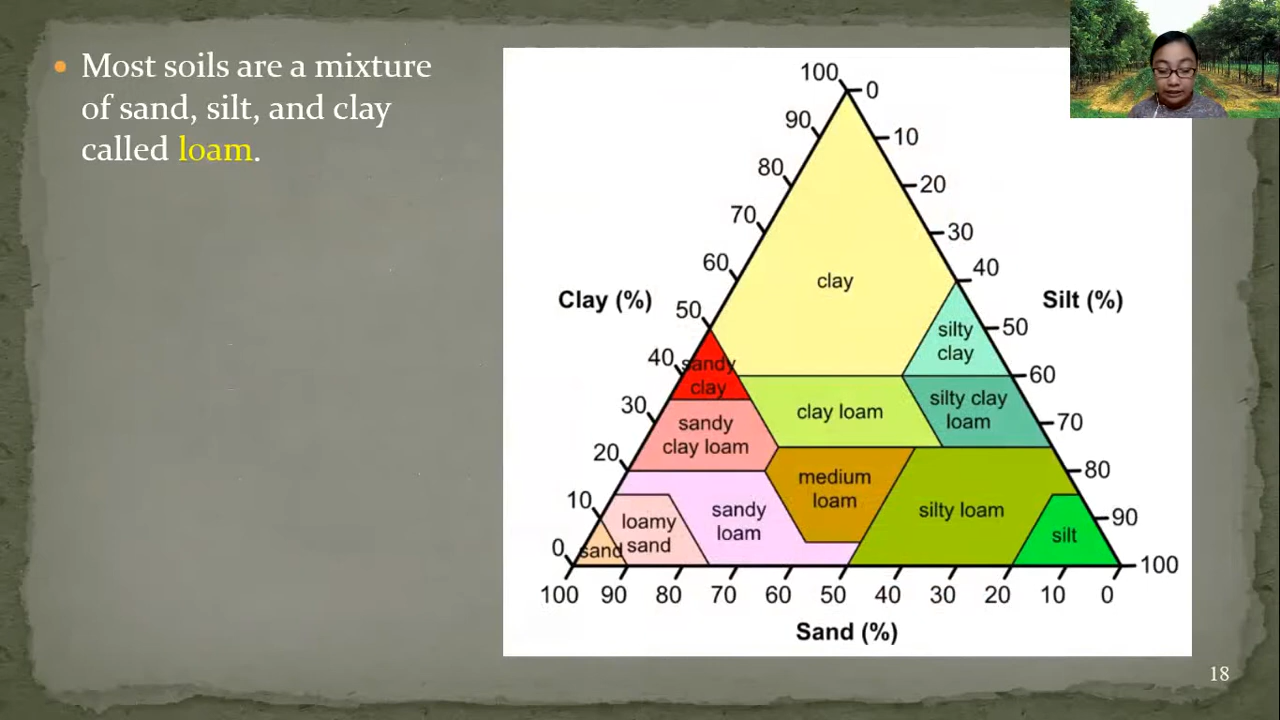 Most soils are a mixture
of sand, silt, and clay
called loam.
100
0
90
10
80
20
70
30
60
40
clay
Clay (%)
Silt (%)
50
50
silty
clay
40
sandy
clay
60
30
clay loam
silty clay
loam
sandy
clay loam
70
20
80
medium
loam
10
90
loamy
sand
sandy
loam
silty loam
silt
0
sand
100
100 90 80 70 60 50 40 30 20 10 0
Sand (%)
18